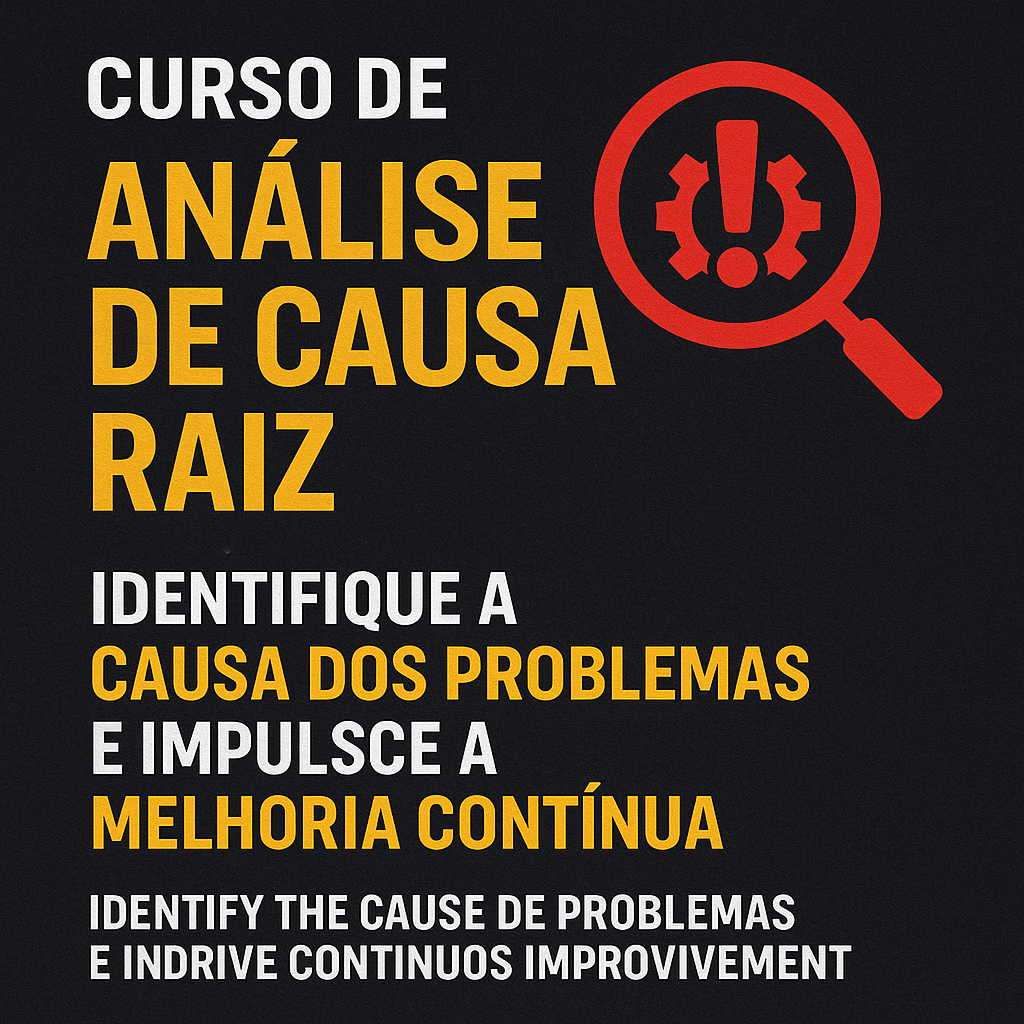 CURSO DE
ANÁLISE
DE CAUSA
RAIZ
IDENTIFIQUE A
CAUSA DOS PROBLEMAS
E IMPULSCE A
MELHORIA CONTÍNUA
IDENTIFY THE CAUSE DE PROBLEMAS
E INDRIVE CONTINUOS IMPROVIVEMENT